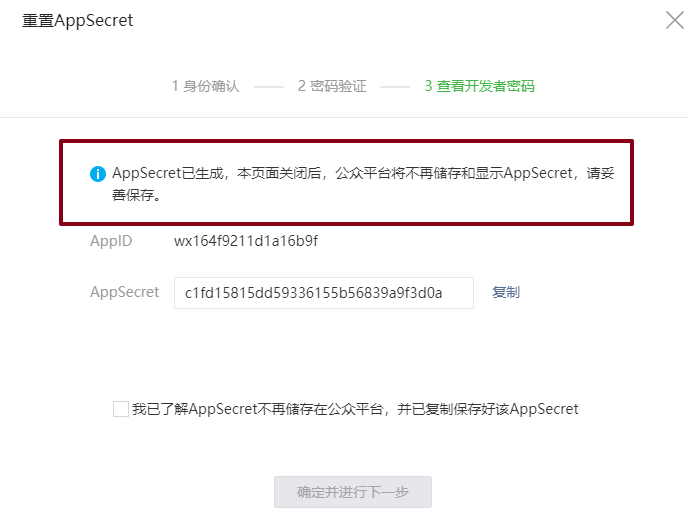 重置AppSecret
1 身份确认 2 密码验证 3 查看开发者密码
AppSecret已生成，本页面关闭后，公众平台将不再储存和显示AppSecret，请妥
善保存。
AppID wx164f9211d1a16b9f
AppSecret c1fd15815dd59336155b56839a9f3d0a 复制
我已了解AppSecret不再储存在公众平台，并已复制保存好该AppSecret
确定并进行下一步